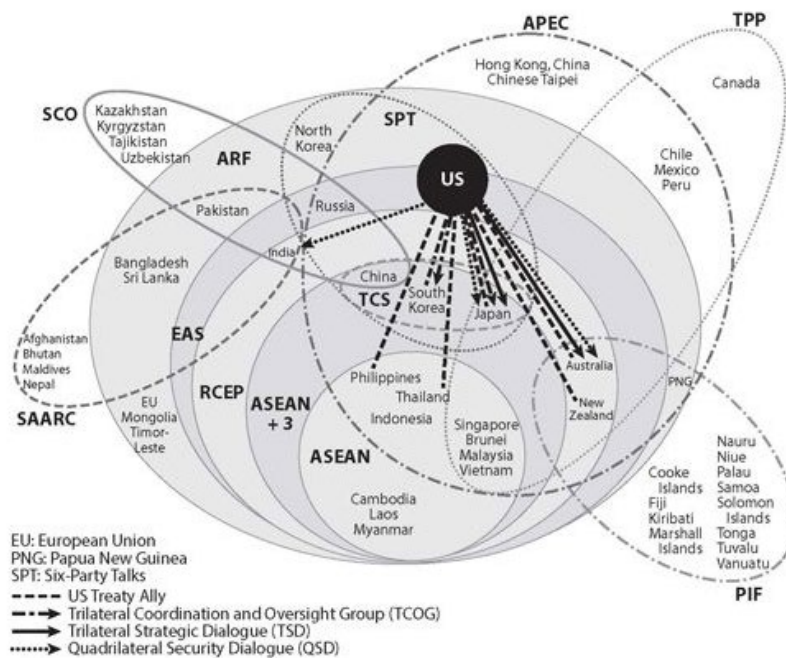 APEC
TPP
Hong Kong, China
Chinese Taipei
Canada
SCO
Kazakhstan
Kyrgyzstan
Tajikistan
Uzbekistan
North
Korea
SPT
ARF
Chile
Mexico
Peru
US
Pakistan
Russia
India
Bangladesh
Sri Lanka
China
TCS
South
Korea
Japan
EAS
Afghanistan
Bhutan
Maldives
Nepal
SAARC
RCEP
Philippines
Thailand
Indonesia
Australia
PNG
New
Zealand
EU
Mongolia
Timor-
Leste
ASEAN
+ 3
ASEAN
Singapore
Brunei
Malaysia
Vietnam
Cambodia
Laos
Myanmar
Cooke
Islands
Fiji
Kiribati
Marshall
Islands
Nauru
Niue
Palau
Samoa
Solomon
Islands
Tonga
Tuvalu
Vanuatu
PIF
EU: European Union
PNG: Papua New Guinea
SPT: Six-Party Talks
US Treaty Ally
Trilateral Coordination and Oversight Group (TCOG)
Trilateral Strategic Dialogue (TSD)
Quadrilateral Security Dialogue (QSD)